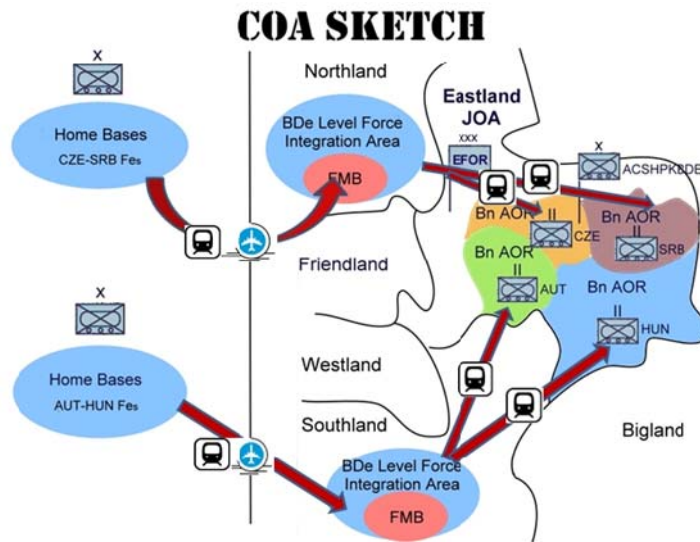 COA SKETCH
X
Home Bases
CZE-SRB Fes
Northland
BDe Level Force
Integration Area
FMB
Eastland
JOA
xxx
EFOR
X
ACSHPKBDE
Bn AOR
II
CZE
Bn AOR
II
SRB
Bn AOR
II
AUT
Bn AOR
II
HUN
Friendland
X
Home Bases
AUT-HUN Fes
Westland
Southland
Bigland
BDe Level Force
Integration Area
FMB